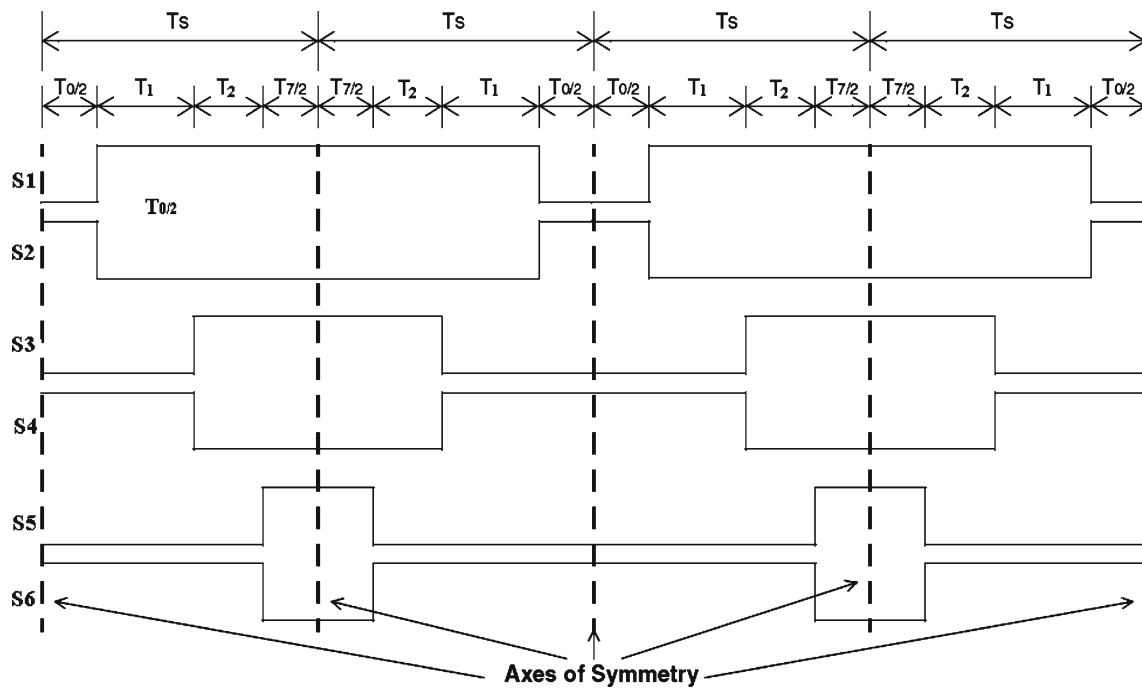 Ts Ts Ts Ts
T0/2 T1 T2 T7/2 T7/2 T2 T1 T0/2 T0/2 T1 T2 T7/2 T7/2 T2 T1 T0/2
S1
T0/2
S2
S3
S4
S5
S6
Axes of Symmetry